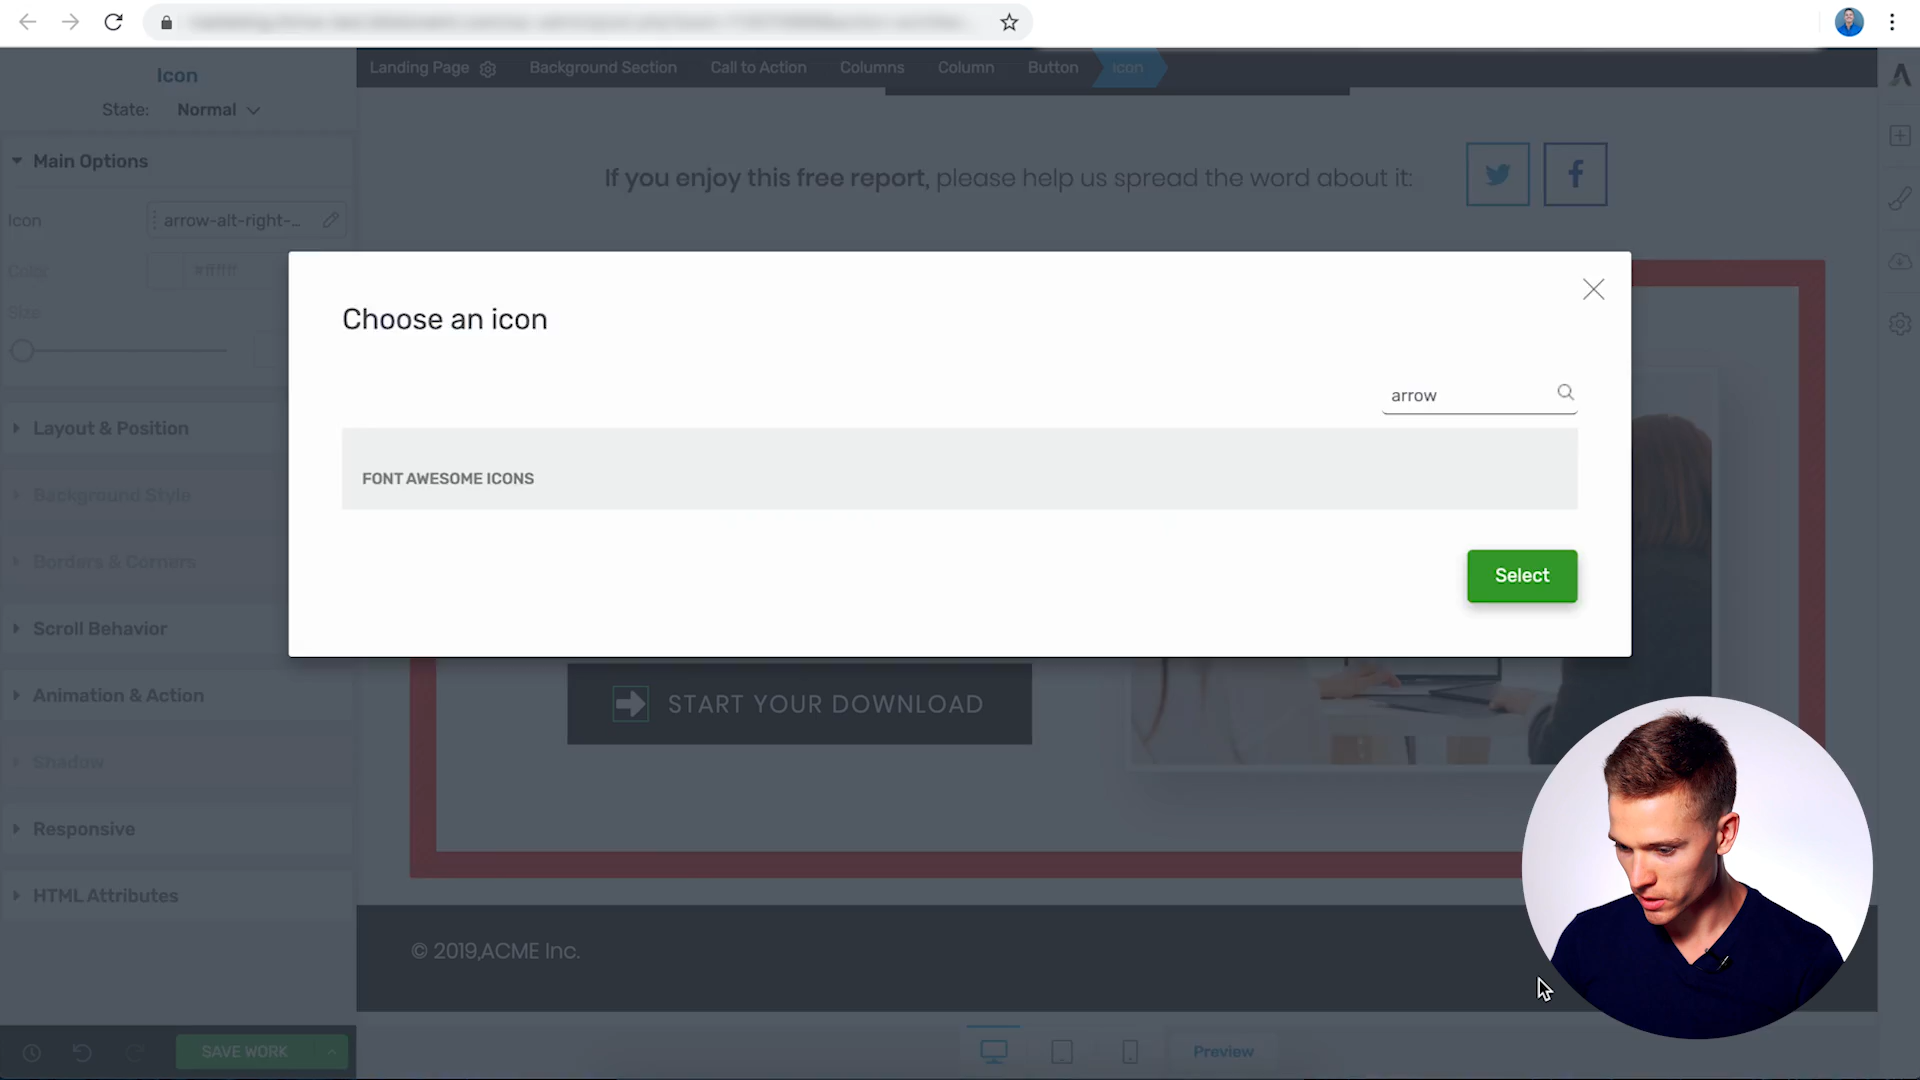 Icon
State: Normal
Main Options
Icon arrow-alt-right-...
Color #ffffff
Size
Layout & Position
Background Style
Borders & Corners
Scroll Behavior
Animation & Action
Shadow
Responsive
HTML Attributes
SAVE WORK
Landing Page Background Section Call to Action Columns Column Button Icon
If you enjoy this free report, please help us spread the word about it:
Choose an icon
arrow
FONT AWESOME ICONS
Select
START YOUR DOWNLOAD
© 2019,ACME Inc.
Preview